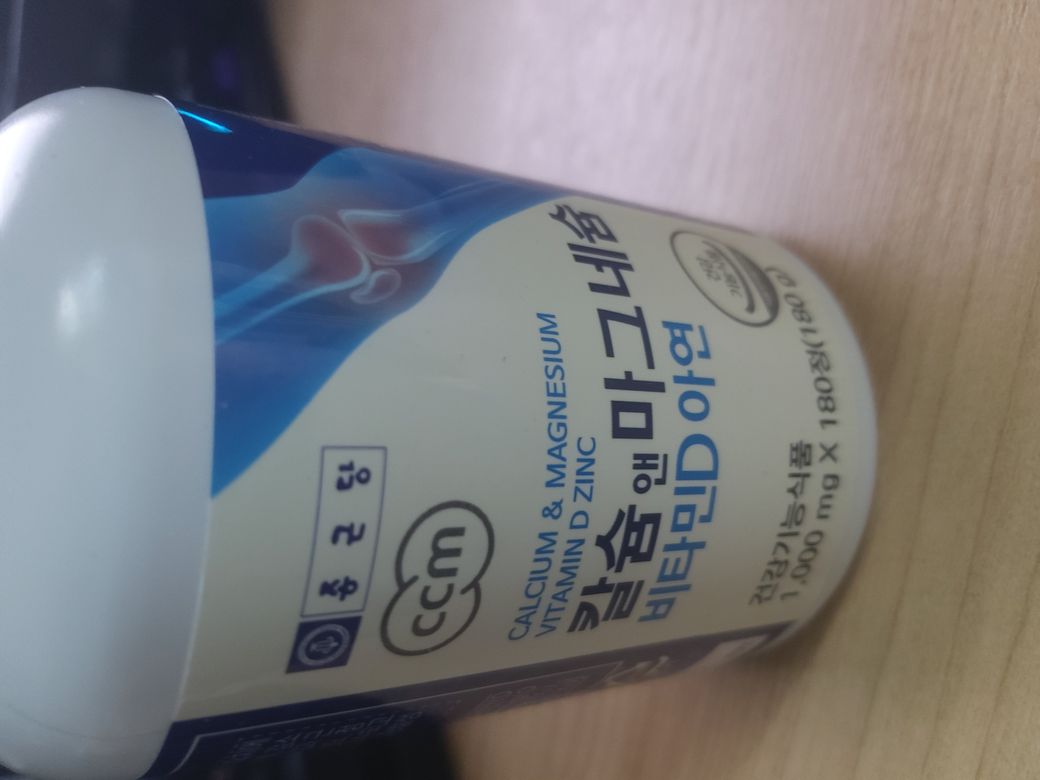 종근당
ccm
CALCIUM & MAGNESIUM
VITAMIN D ZINC
칼슘 앤 마그네슘
비타민D 아연
건강기능식품
1,000 mg X 180정(180 g)